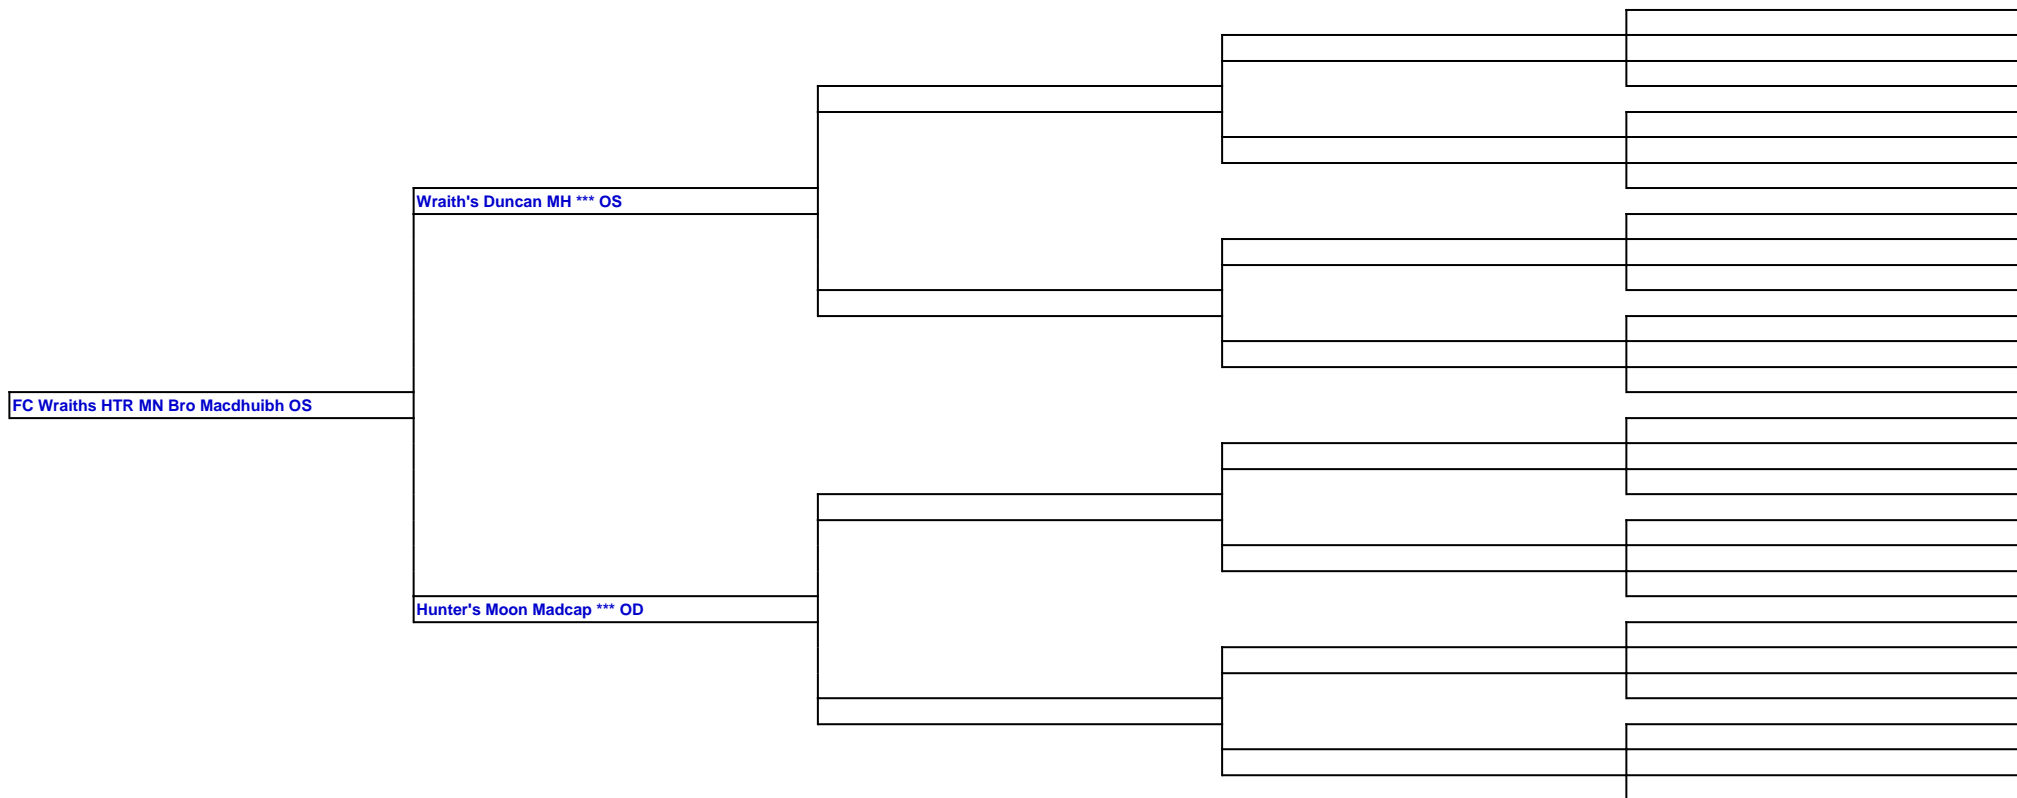 Wraith's Duncan MH *** OS
FC Wraiths HTR MN Bro Macdhuibh OS
Hunter's Moon Madcap *** OD